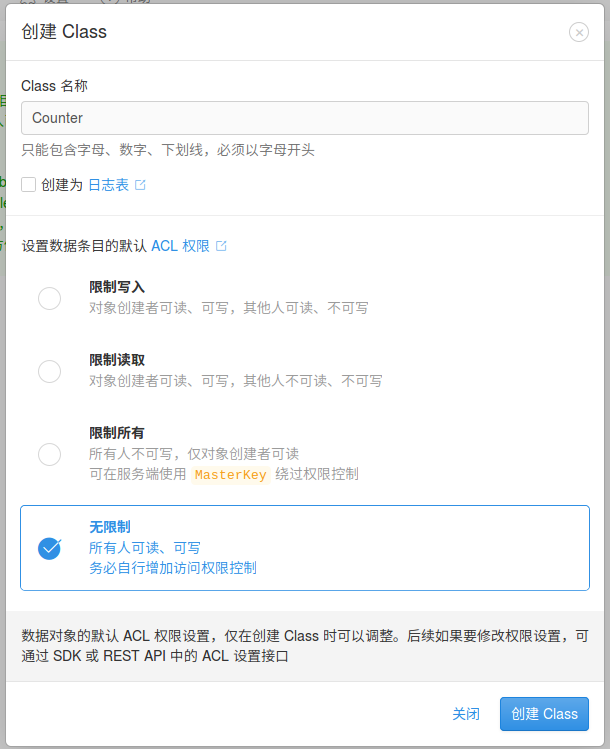 创建 Class
Class 名称
Counter
只能包含字母、数字、下划线，必须以字母开头
创建为 日志表
设置数据条目的默认 ACL 权限
限制写入
对象创建者可读、可写，其他人可读、不可写
限制读取
对象创建者可读、可写，其他人不可读、不可写
限制所有
所有人不可写，仅对象创建者可读
可在服务端使用 MasterKey 绕过权限控制
无限制
所有人可读、可写
务必自行增加访问权限控制
数据对象的默认 ACL 权限设置，仅在创建 Class 时可以调整。后续如果要修改权限设置，可
通过 SDK 或 REST API 中的 ACL 设置接口
关闭 创建 Class